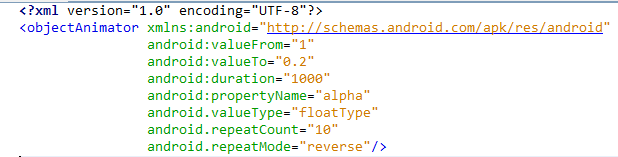 <?xml version="1.0" encoding="UTF-8"?>
<objectAnimator xmlns:android="http://schemas.android.com/apk/res/android"
android:valueFrom="1"
android:valueTo="0.2"
android:duration="1000"
android:propertyName="alpha"
android.valueType="floatType"
android.repeatCount="10"
android.repeatMode="reverse"/>